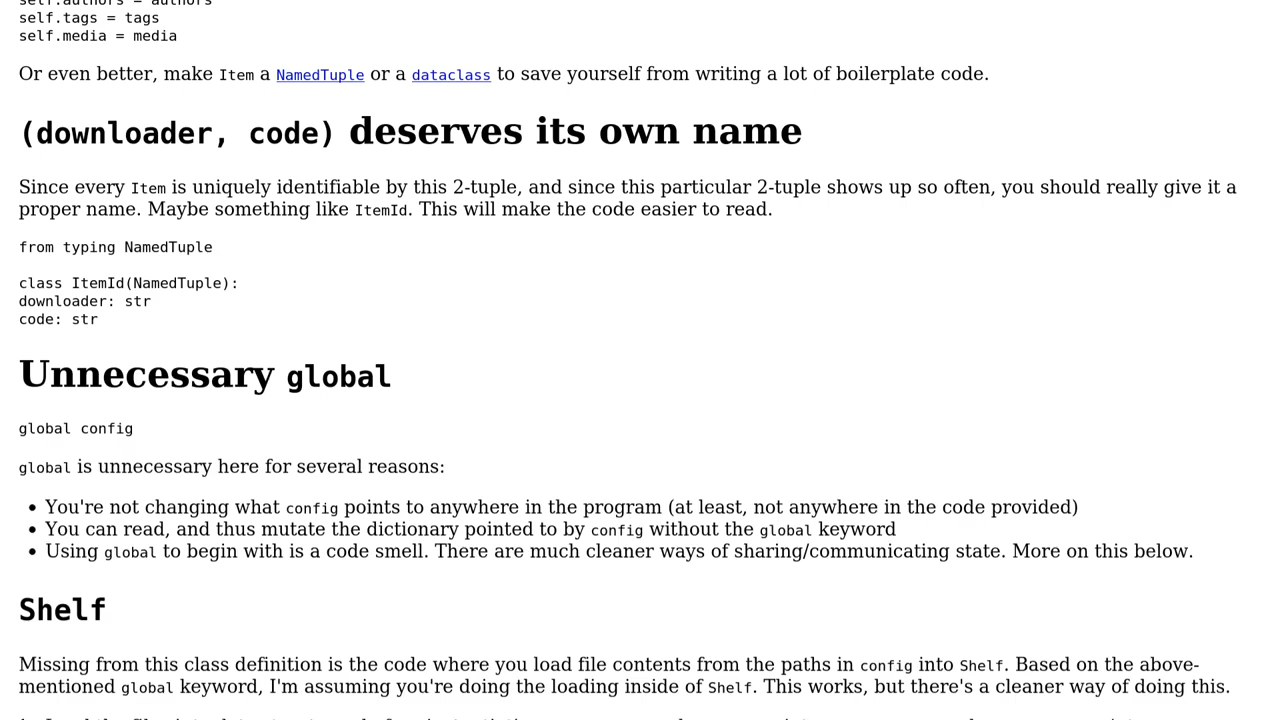 self.authors = authors
self.tags = tags
self.media = media
Or even better, make Item a NamedTuple or a dataclass to save yourself from writing a lot of boilerplate code.
(downloader, code) deserves its own name
Since every Item is uniquely identifiable by this 2-tuple, and since this particular 2-tuple shows up so often, you should really give it a
proper name. Maybe something like ItemId. This will make the code easier to read.
from typing NamedTuple
class ItemId(NamedTuple):
downloader: str
code: str
Unnecessary global
global config
global is unnecessary here for several reasons:
• You're not changing what config points to anywhere in the program (at least, not anywhere in the code provided)
• You can read, and thus mutate the dictionary pointed to by config without the global keyword
• Using global to begin with is a code smell. There are much cleaner ways of sharing/communicating state. More on this below.
Shelf
Missing from this class definition is the code where you load file contents from the paths in config into Shelf. Based on the above-
mentioned global keyword, I'm assuming you're doing the loading inside of Shelf. This works, but there's a cleaner way of doing this.